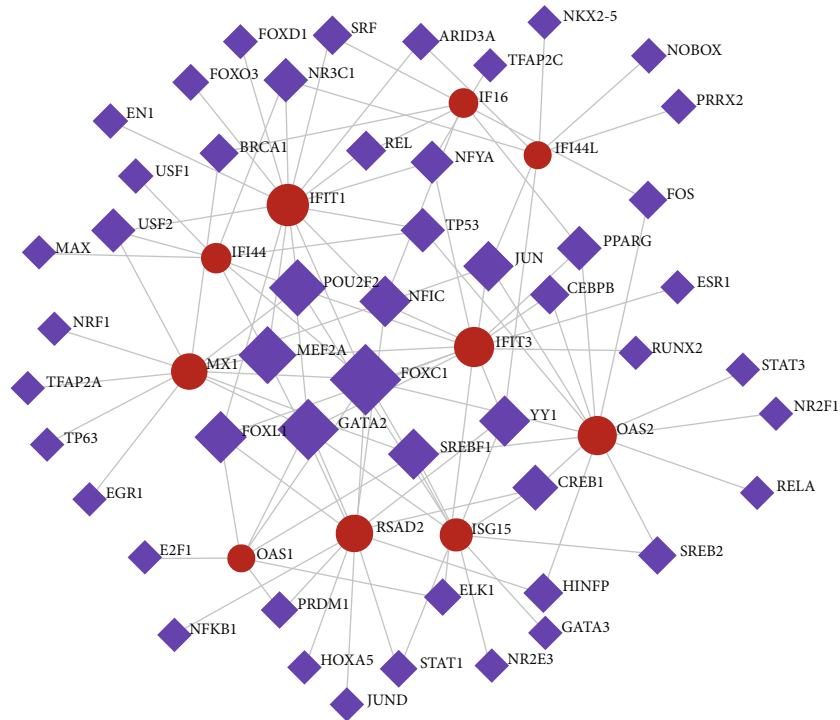 NKX2-5
FOXD1
SRF
ARID3A
NOBOX
TFAP2C
FOXO3
NR3C1
IF16
PRRX2
EN1
BRCA1
REL
NFYA
IFI44L
USF1
IFIT1
FOS
USF2
TP53
PPARG
MAX
IFI44
JUN
POU2F2
NFIC
CEBPB
ESR1
NRF1
MEF2A
IFIT3
RUNX2
MX1
FOXC1
STAT3
TFAP2A
NR2F1
TP63
FOXL1
GATA2
YY1
OAS2
SREBF1
EGR1
CREB1
RELA
RSAD2
ISG15
E2F1
OAS1
SREB2
PRDM1
ELK1
HINFP
NFKB1
GATA3
HOXA5
STAT1
NR2E3
JUND